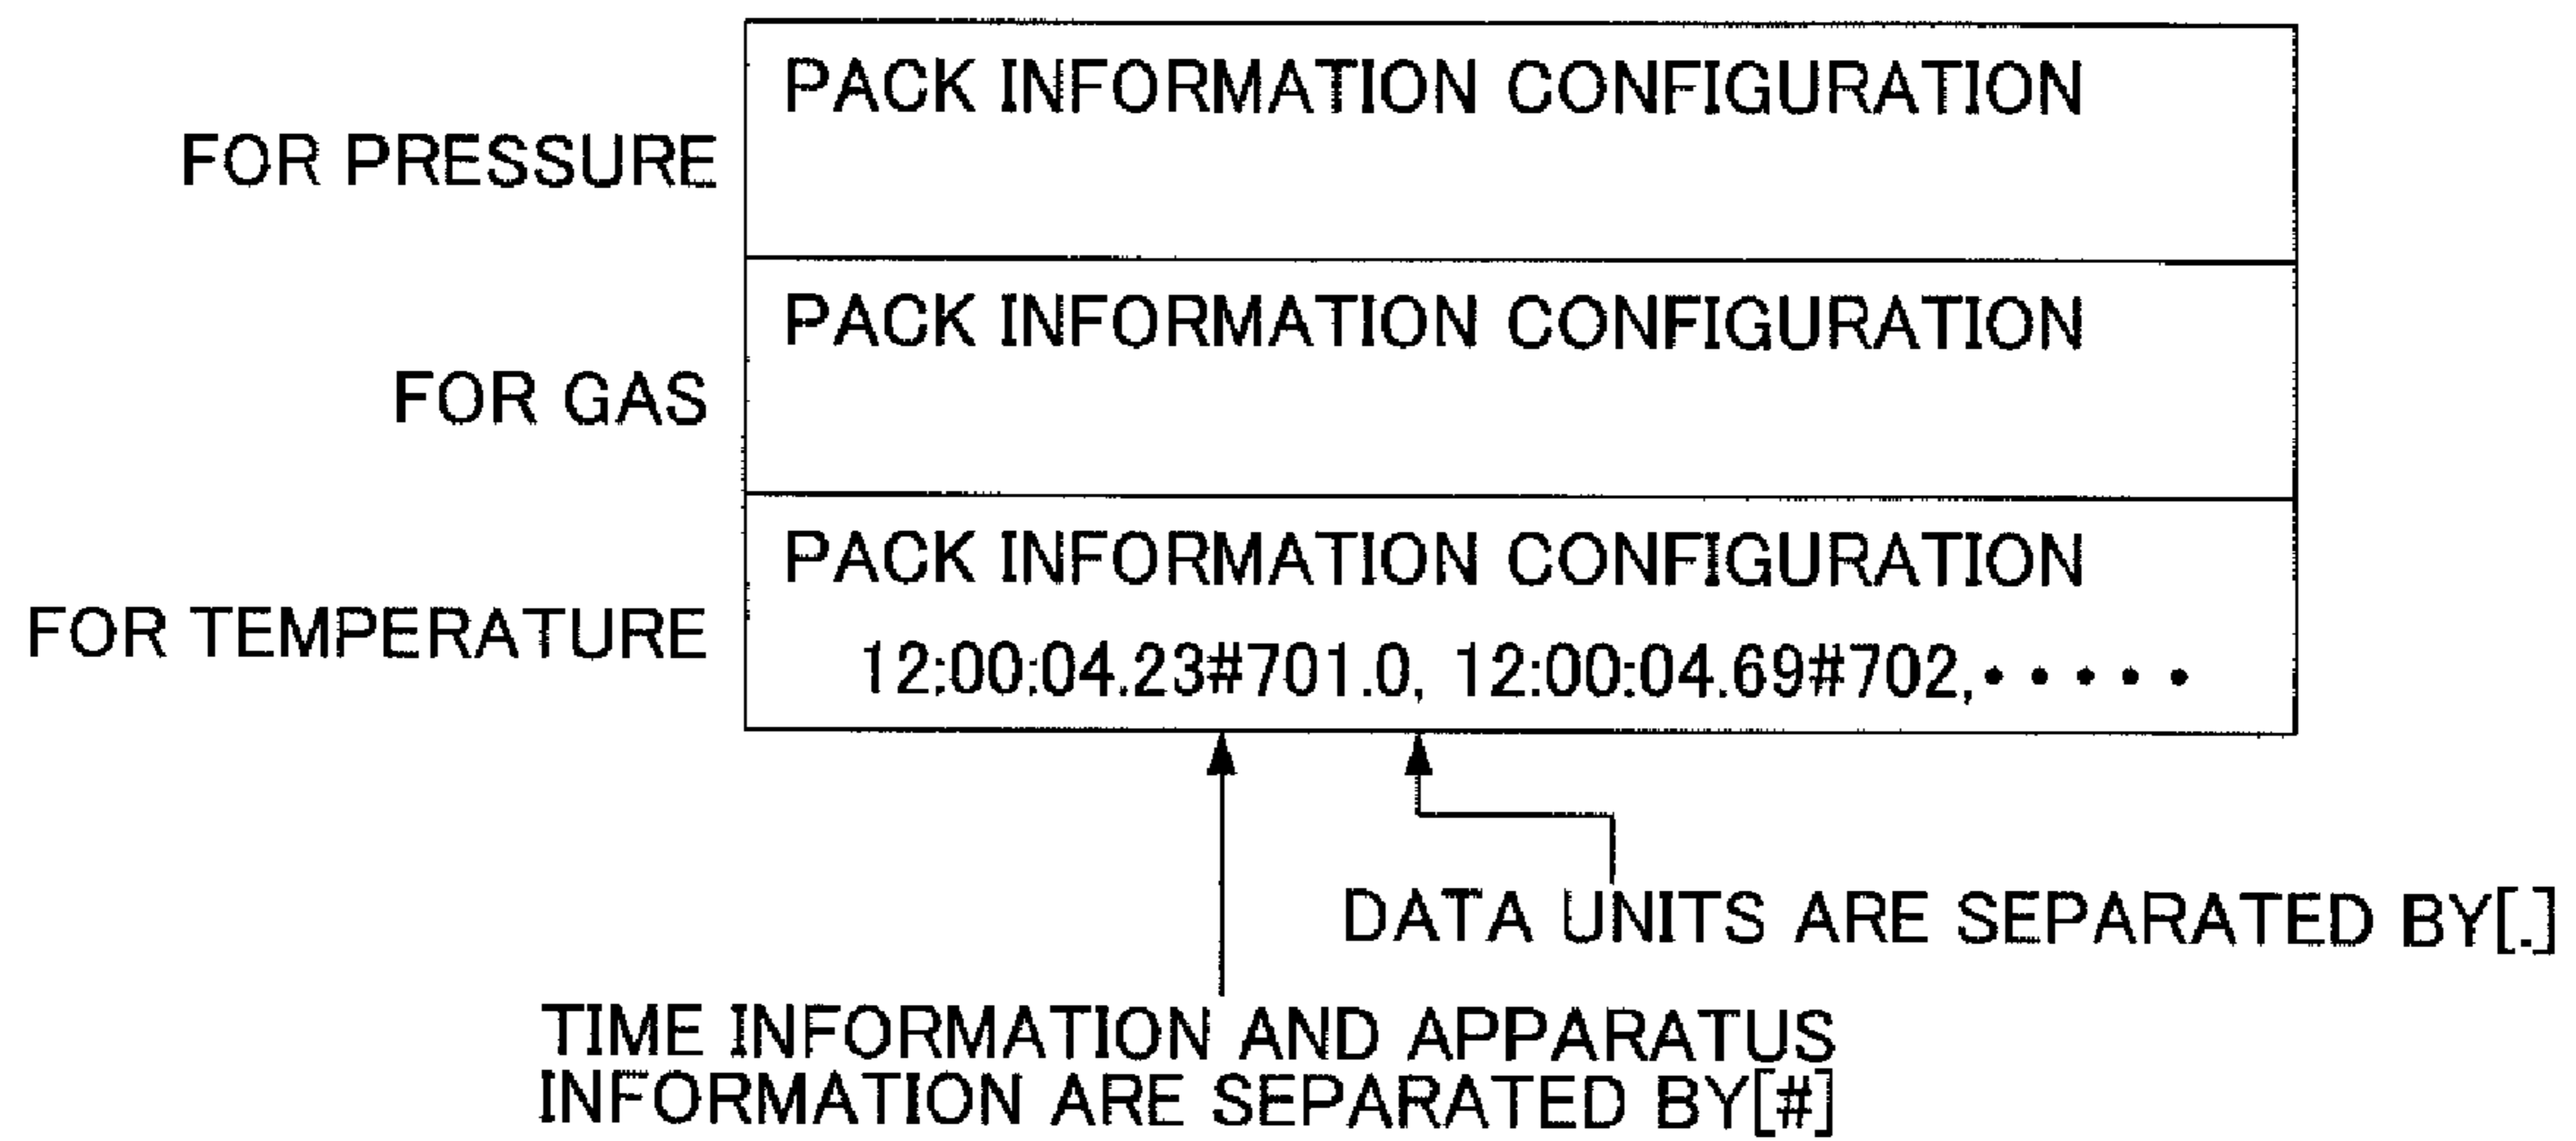 PACK INFORMATION CONFIGURATION
FOR PRESSURE
PACK INFORMATION CONFIGURATION
FOR GAS
PACK INFORMATION CONFIGURATION
FOR TEMPERATURE
12:00:04.23#701.0, 12:00:04.69#702,・・・・・
DATA UNITS ARE SEPARATED BY[.]
TIME INFORMATION AND APPARATUS
INFORMATION ARE SEPARATED BY[#]